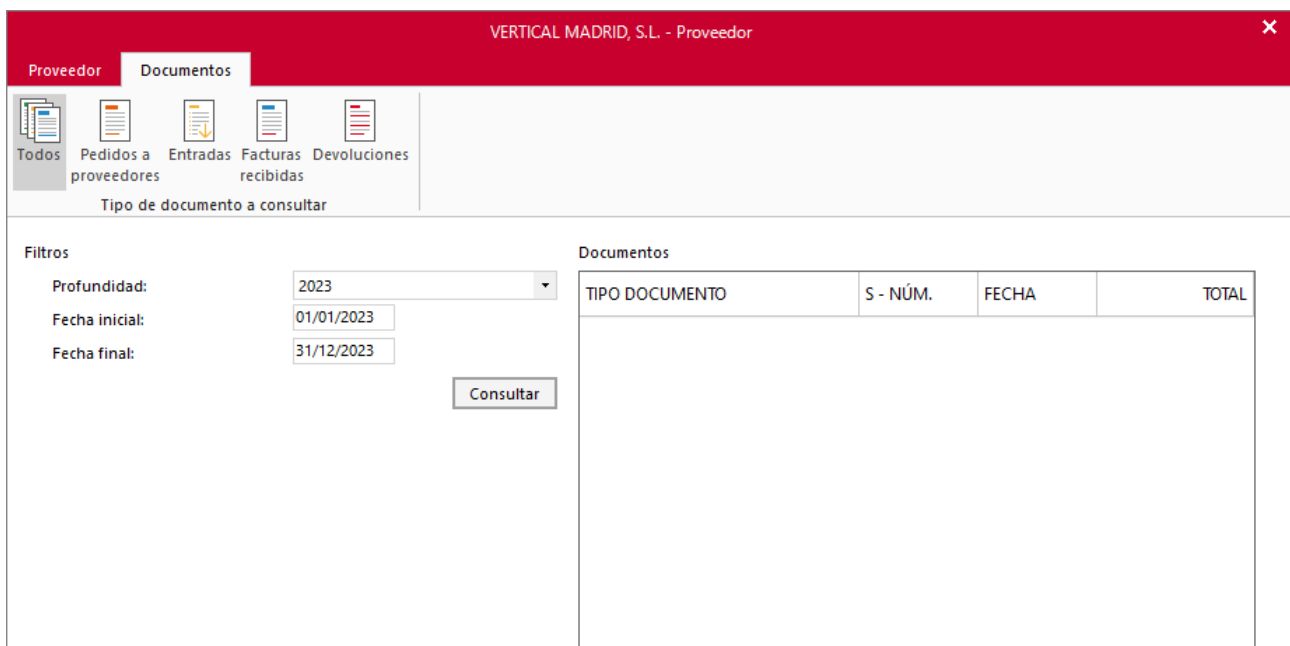 VERTICAL MADRID, S.L. - Proveedor
Proveedor Documentos
Todos Pedidos a proveedores Entradas Facturas recibidas Devoluciones
Tipo de documento a consultar
Filtros
Profundidad: 2023
Fecha inicial: 01/01/2023
Fecha final: 31/12/2023
Consultar
Documentos
TIPO DOCUMENTO S - NÚM. FECHA TOTAL